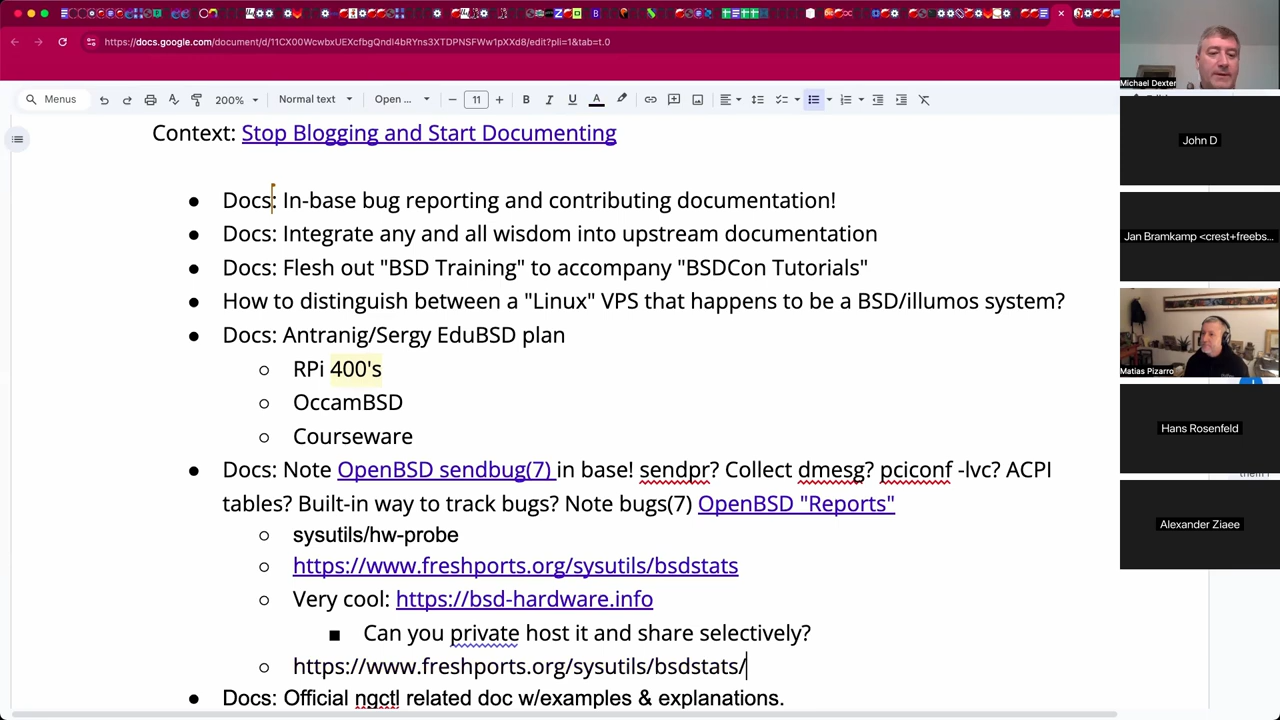 https://docs.google.com/document/d/11CX00WcwbxUEXcfbgQndI4bRYns3XTDPNSFWw1pXXd8/edit?pli=1&tab=t.0
Menus
200%
Normal text
Open ...
11
Context: Stop Blogging and Start Documenting
Docs: In-base bug reporting and contributing documentation!
Docs: Integrate any and all wisdom into upstream documentation
Docs: Flesh out "BSD Training" to accompany "BSDCon Tutorials"
How to distinguish between a "Linux" VPS that happens to be a BSD/illumos system?
Docs: Antranig/Sergy EduBSD plan
RPi 400's
OccamBSD
Courseware
Docs: Note OpenBSD sendbug(7) in base! sendpr? Collect dmesg? pciconf -lvc? ACPI
tables? Built-in way to track bugs? Note bugs(7) OpenBSD "Reports"
sysutils/hw-probe
https://www.freshports.org/sysutils/bsdstats
Very cool: https://bsd-hardware.info
Can you private host it and share selectively?
https://www.freshports.org/sysutils/bsdstats/
Docs: Official ngctl related doc w/examples & explanations.
Michael Dexter
John D
Jan Bramkamp <crest+freebs...
Matias Pizarro
Hans Rosenfeld
Alexander Ziaee